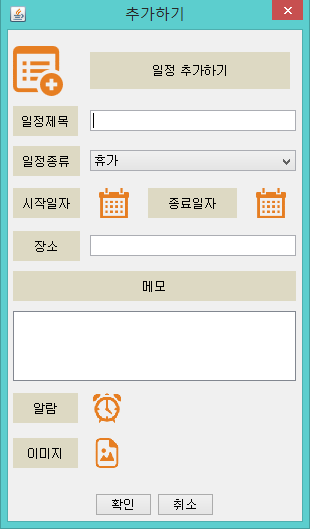 추가하기
일정 추가하기
일정제목
일정종류 휴가
시작일자 종료일자
장소
메모
알람
이미지
확인 취소